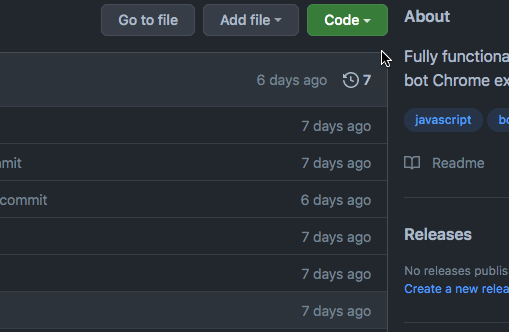 Go to file
Add file
Code
About
Fully functiona
bot Chrome ex
6 days ago
7
javascript
bo
7 days ago
mit
7 days ago
Readme
commit
6 days ago
7 days ago
Releases
7 days ago
No releases publis
Create a new relea
7 days ago